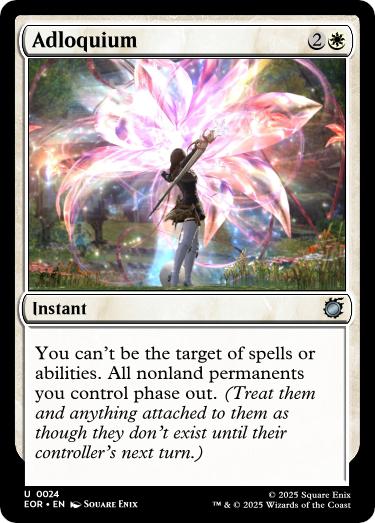 Adloquium 2
Instant
You can't be the target of spells or
abilities. All nonland permanents
you control phase out. (Treat them
and anything attached to them as
though they don't exist until their
controller's next turn.)
U 0024
EOR • EN SQUARE ENIX
© 2025 Square Enix
™ & © 2025 Wizards of the Coast